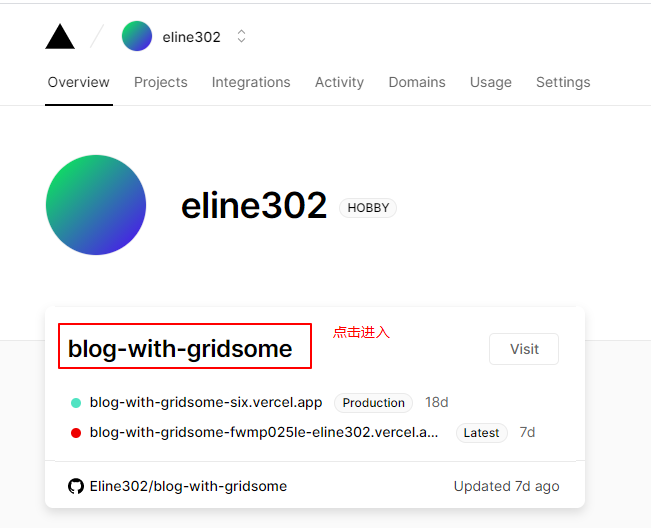 eline302
Overview Projects Integrations Activity Domains Usage Settings
eline302 HOBBY
点击进入
blog-with-gridsome Visit
blog-with-gridsome-six.vercel.app Production 18d
blog-with-gridsome-fwmp025le-eline302.vercel.a... Latest 7d
Eline302/blog-with-gridsome Updated 7d ago